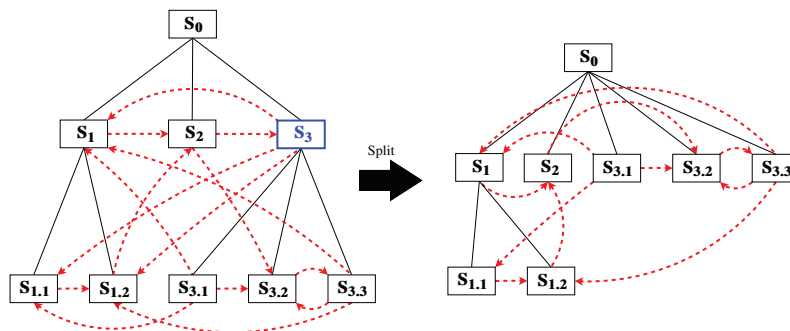 S0
S0
S1 S2 S3
Split
S1 S2 S3.1 S3.2 S3.3
S1.1 S1.2 S3.1 S3.2 S3.3
S1.1 S1.2